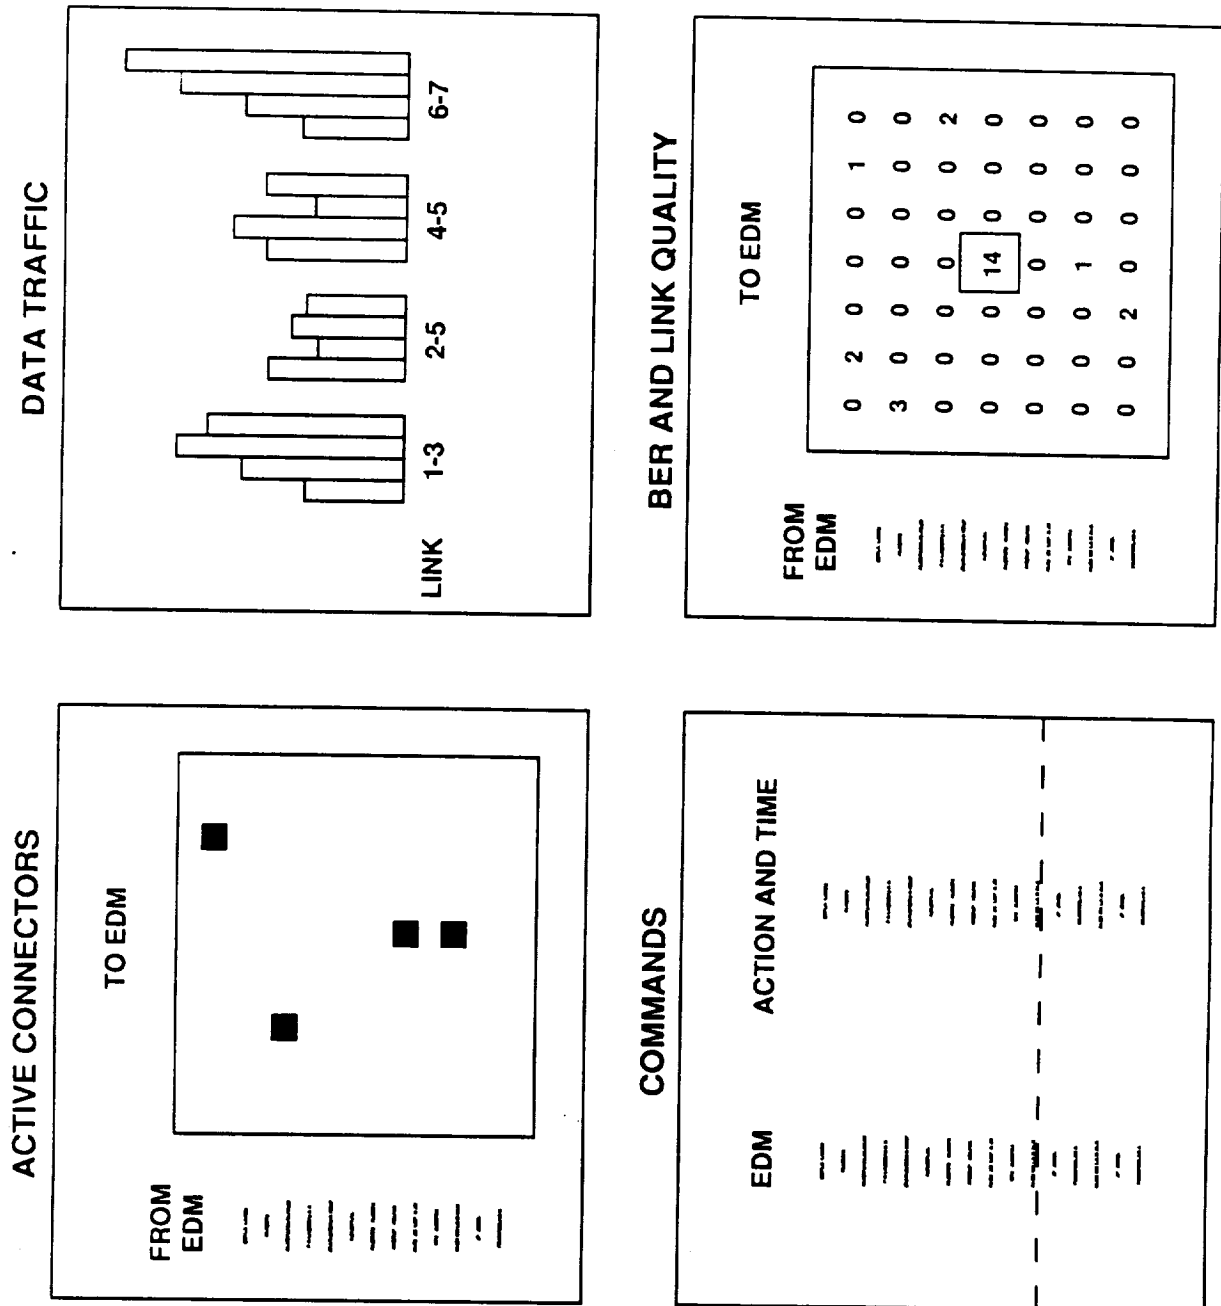 ACTIVE CONNECTORS
FROM EDM
TO EDM
DATA TRAFFIC
LINK 1-3 2-5 4-5 6-7
COMMANDS
EDM ACTION AND TIME
BER AND LINK QUALITY
FROM EDM
TO EDM
0 2 0 0 0 1 0
3 0 0 0 0 0 0
0 0 0 0 0 0 2
0 0 0 14 0 0 0
0 0 0 0 0 0 0
0 0 0 1 0 0 0
0 0 2 0 0 0 0